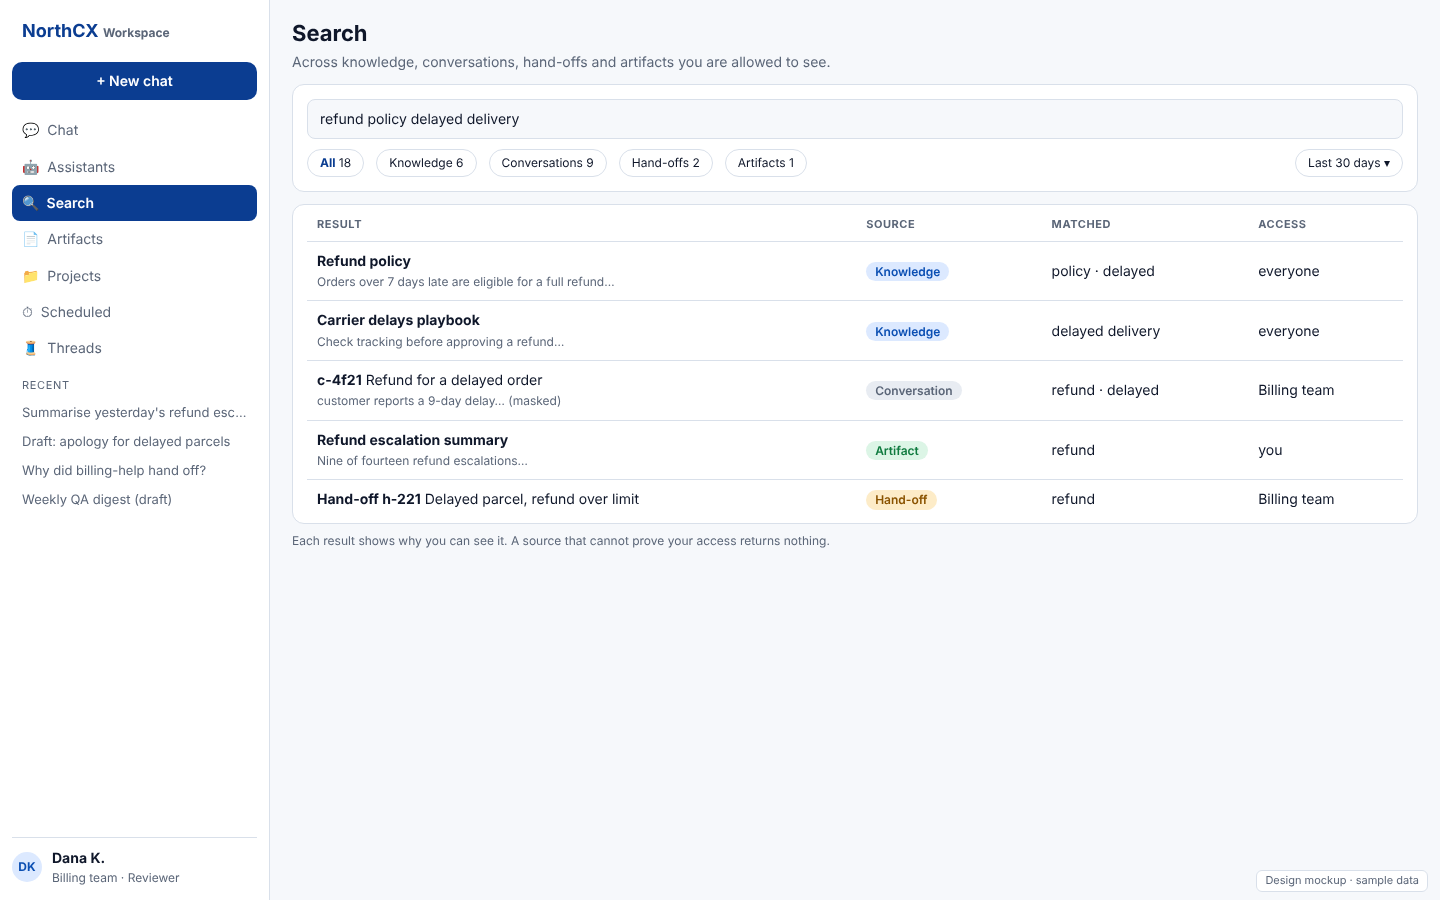 NorthCX Workspace
+ New chat
💬 Chat
🤖 Assistants
🔍 Search
📄 Artifacts
📁 Projects
⏱ Scheduled
🧵 Threads
RECENT
Summarise yesterday's refund esc...
Draft: apology for delayed parcels
Why did billing-help hand off?
Weekly QA digest (draft)
DK
Dana K.
Billing team · Reviewer
Search
Across knowledge, conversations, hand-offs and artifacts you are allowed to see.
refund policy delayed delivery
All 18 Knowledge 6 Conversations 9 Hand-offs 2 Artifacts 1 Last 30 days ▾
RESULT SOURCE MATCHED ACCESS
Refund policy
Orders over 7 days late are eligible for a full refund...
Knowledge policy · delayed everyone
Carrier delays playbook
Check tracking before approving a refund...
Knowledge delayed delivery everyone
c-4f21 Refund for a delayed order
customer reports a 9-day delay... (masked)
Conversation refund · delayed Billing team
Refund escalation summary
Nine of fourteen refund escalations...
Artifact refund you
Hand-off h-221 Delayed parcel, refund over limit Hand-off refund Billing team
Each result shows why you can see it. A source that cannot prove your access returns nothing.
Design mockup · sample data